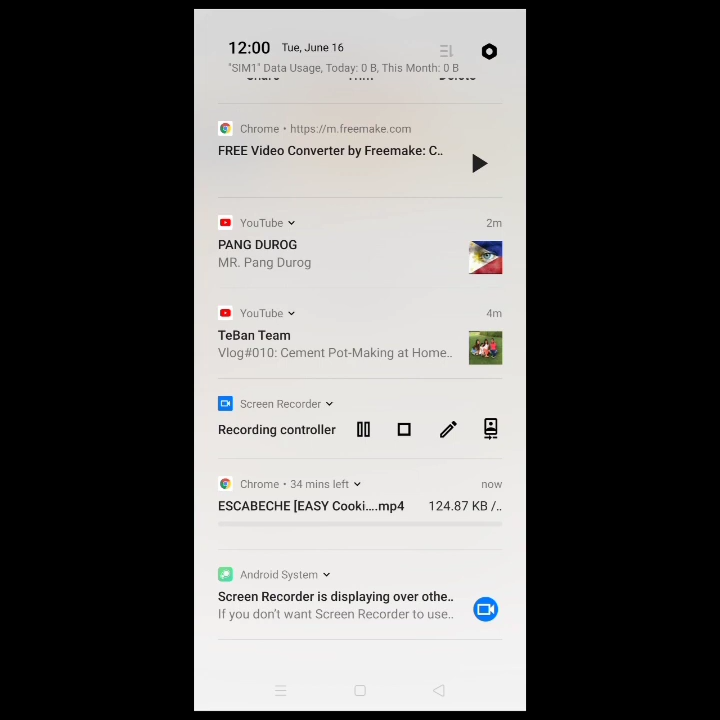 12:00 Tue, June 16
"SIM1" Data Usage, Today: 0 B, This Month: 0 B
Chrome • https://m.freemake.com
FREE Video Converter by Freemake: C..
YouTube 2m
PANG DUROG
MR. Pang Durog
YouTube 4m
TeBan Team
Vlog#010: Cement Pot-Making at Home..
Screen Recorder
Recording controller
Chrome • 34 mins left now
ESCABECHE [EASY Cooki....mp4 124.87 KB /..
Android System
Screen Recorder is displaying over othe..
If you don't want Screen Recorder to use..